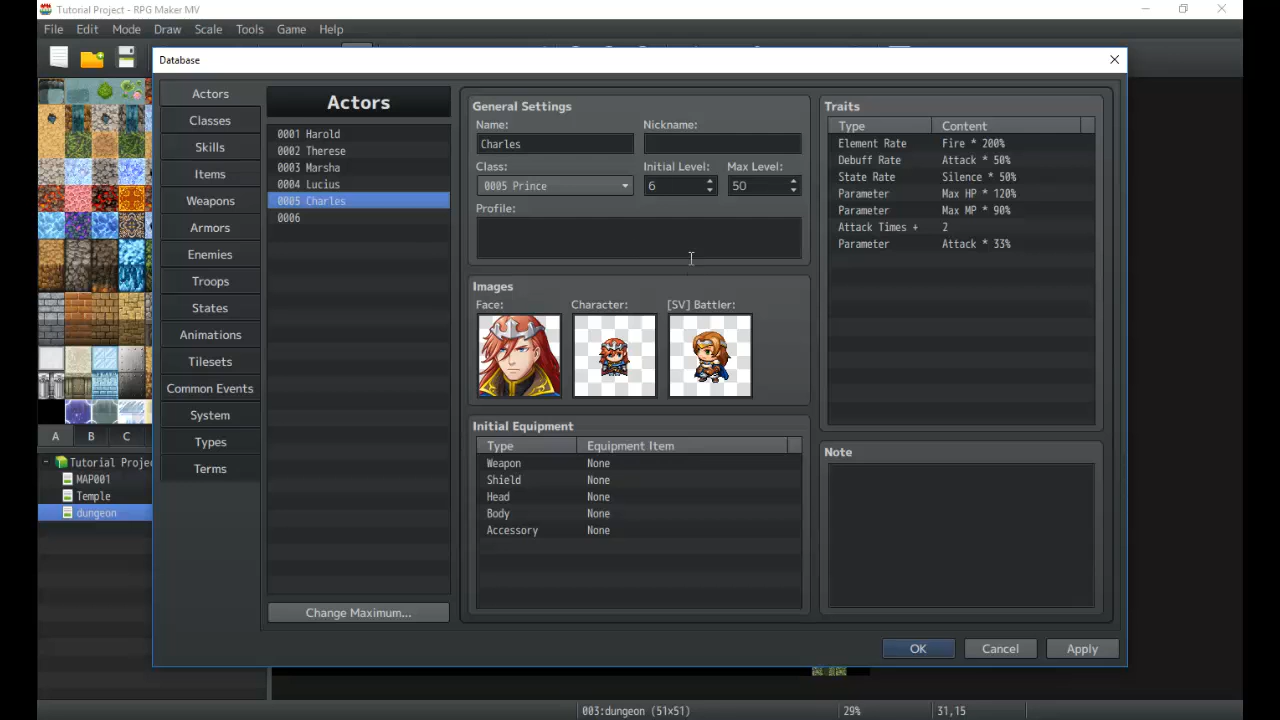 Tutorial Project - RPG Maker MV
File Edit Mode Draw Scale Tools Game Help
Database
Actors
Classes
Skills
Items
Weapons
Armors
Enemies
Troops
States
Animations
Tilesets
Common Events
System
Types
Terms
Actors
0001 Harold
0002 Therese
0003 Marsha
0004 Lucius
0005 Charles
0006
Change Maximum...
General Settings
Name: Nickname:
Charles
Class: Initial Level: Max Level:
0005 Prince 6 50
Profile:
Images
Face: Character: [SV] Battler:
Initial Equipment
Type Equipment Item
Weapon None
Shield None
Head None
Body None
Accessory None
Traits
Type Content
Element Rate Fire * 200%
Debuff Rate Attack * 50%
State Rate Silence * 50%
Parameter Max HP * 120%
Parameter Max MP * 90%
Attack Times + 2
Parameter Attack * 33%
Note
OK Cancel Apply
A B C
Tutorial Proje
MAP001
Temple
dungeon
003:dungeon (51×51) 29% 31,15